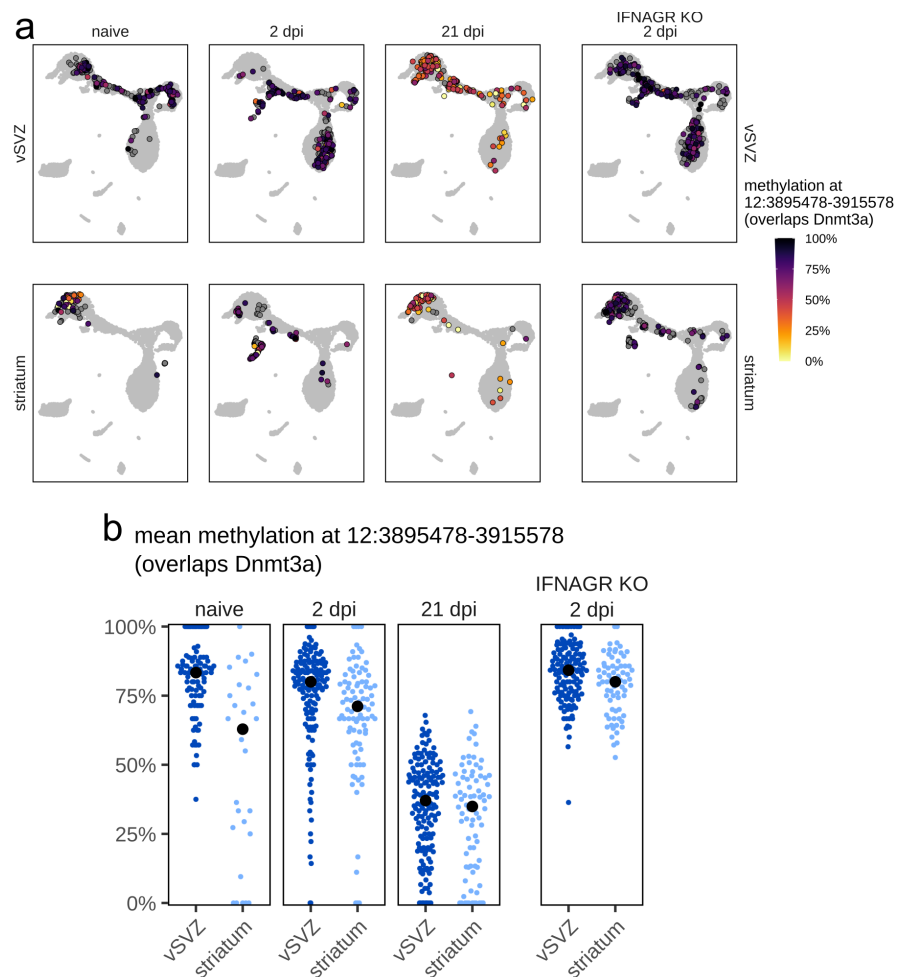 a
naive
2 dpi
21 dpi
IFNAGR KO
2 dpi
vSVZ
vSVZ
methylation at
12:3895478-3915578
(overlaps Dnmt3a)
100%
75%
50%
25%
0%
striatum
striatum
b
mean methylation at 12:3895478-3915578
(overlaps Dnmt3a)
naive
2 dpi
21 dpi
IFNAGR KO
2 dpi
100%
75%
50%
25%
0%
vSVZ
striatum
vSVZ
striatum
vSVZ
striatum
vSVZ
striatum